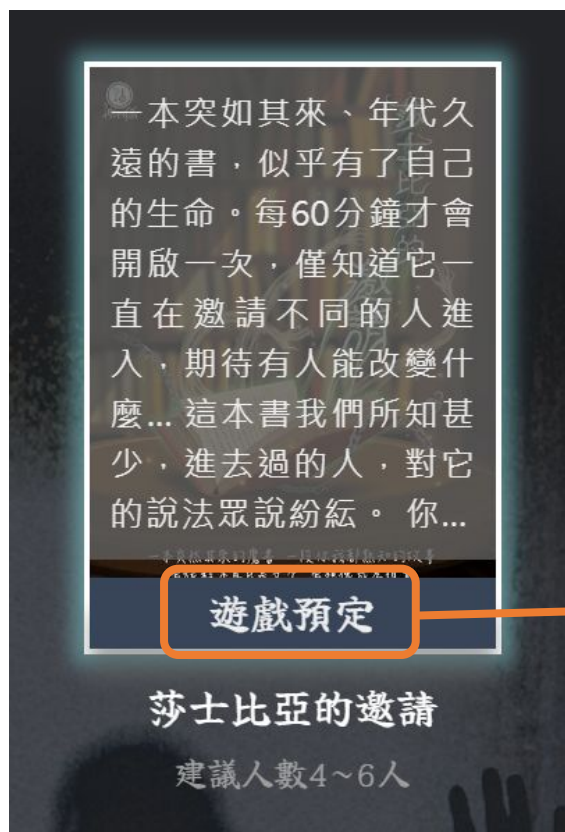 一本突如其來、年代久
遠的書，似乎有了自己
的生命。每60分鐘才會
開啟一次，僅知道它一
直在邀請不同的人進
入，期待有人能改變什
麼... 這本書我們所知甚
少，進去過的人，對它
的說法眾說紛紜。 你...
遊戲預定
莎士比亞的邀請
建議人數4~6人